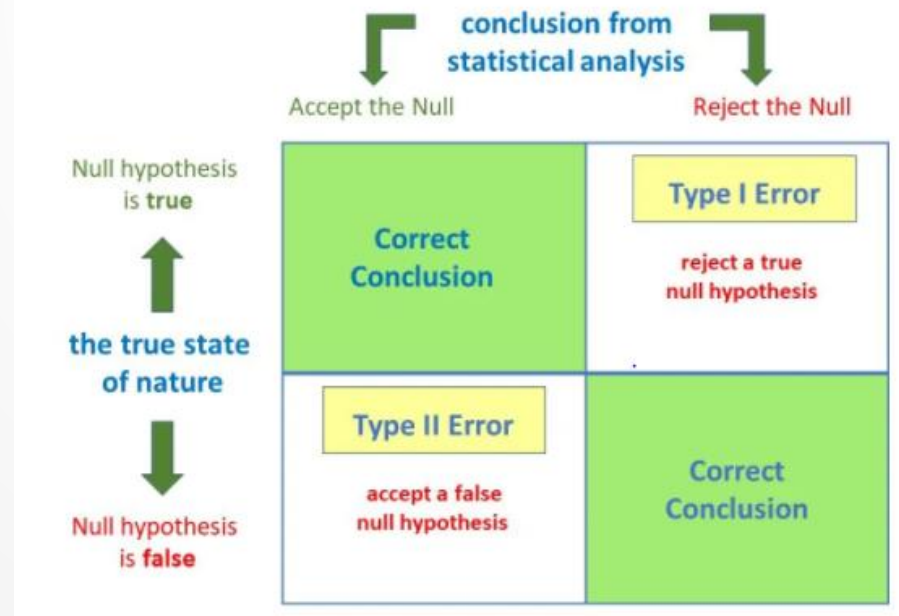 conclusion from
statistical analysis
Accept the Null
Reject the Null
Null hypothesis
is true
Type I Error
Correct
Conclusion
reject a true
null hypothesis
the true state
of nature
Type II Error
accept a false
null hypothesis
Correct
Conclusion
Null hypothesis
is false